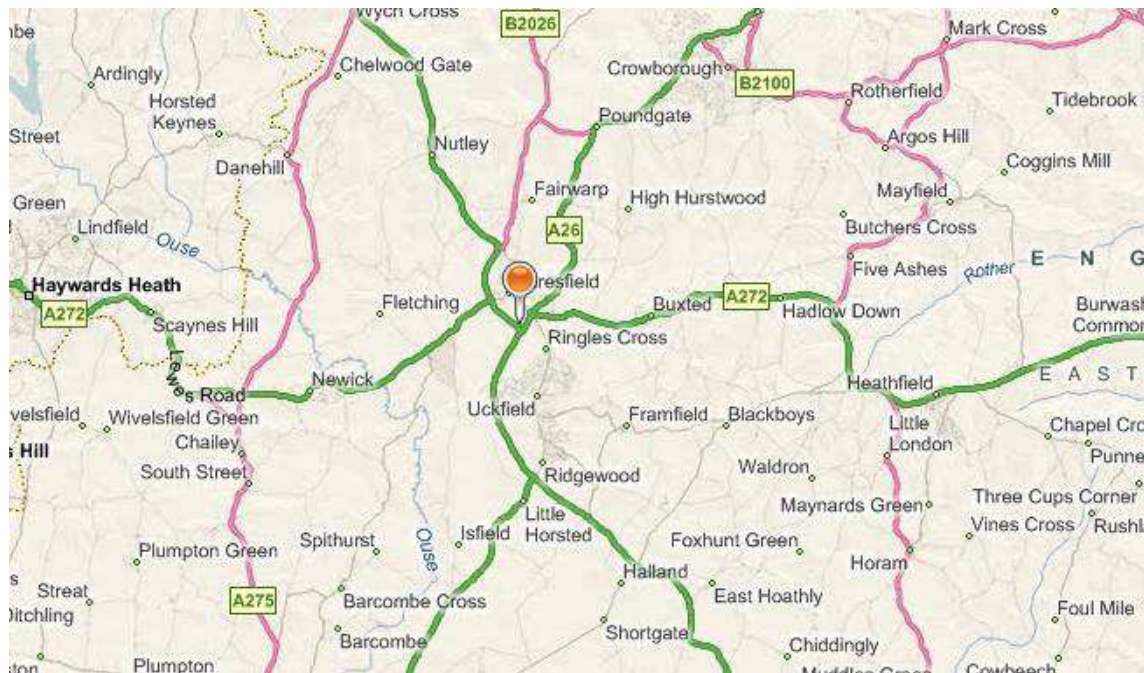 Wych Cross
B2026
Mark Cross
Ardingly
Chelwood Gate
Crowborough
B2100
Horsted
Keynes
Rotherfield
Tidebrook
Street
Poundgate
Danehill
Nutley
Argos Hill
Coggins Mill
Green
Fairwarp
High Hurstwood
Mayfield
Lindfield
Ouse
A26
Butchers Cross
Haywards Heath
resfield
Five Ashes
Rother
E N G
A272
Scaynes Hill
Fletching
Buxted
A272
Hadlow Down
Burwash
Common
Ringles Cross
Lewes Road
Newick
Heathfield
E A S T
velsfield
Wivelsfield Green
Uckfield
Framfield
Blackboys
Little
London
Chapel Cro
s Hill
Chailey
Punne
South Street
Ridgewood
Waldron
Maynards Green
Three Cups Corner
Little
Horsted
Vines Cross
Rushl
Plumpton Green
Spithurst
Ouse
Isfield
Foxhunt Green
Horam
Streat
A275
Barcombe Cross
Halland
East Hoathly
Foul Mile
Ditchling
Barcombe
Shortgate
ston
Plumpton
Chiddingly
Cowbeech